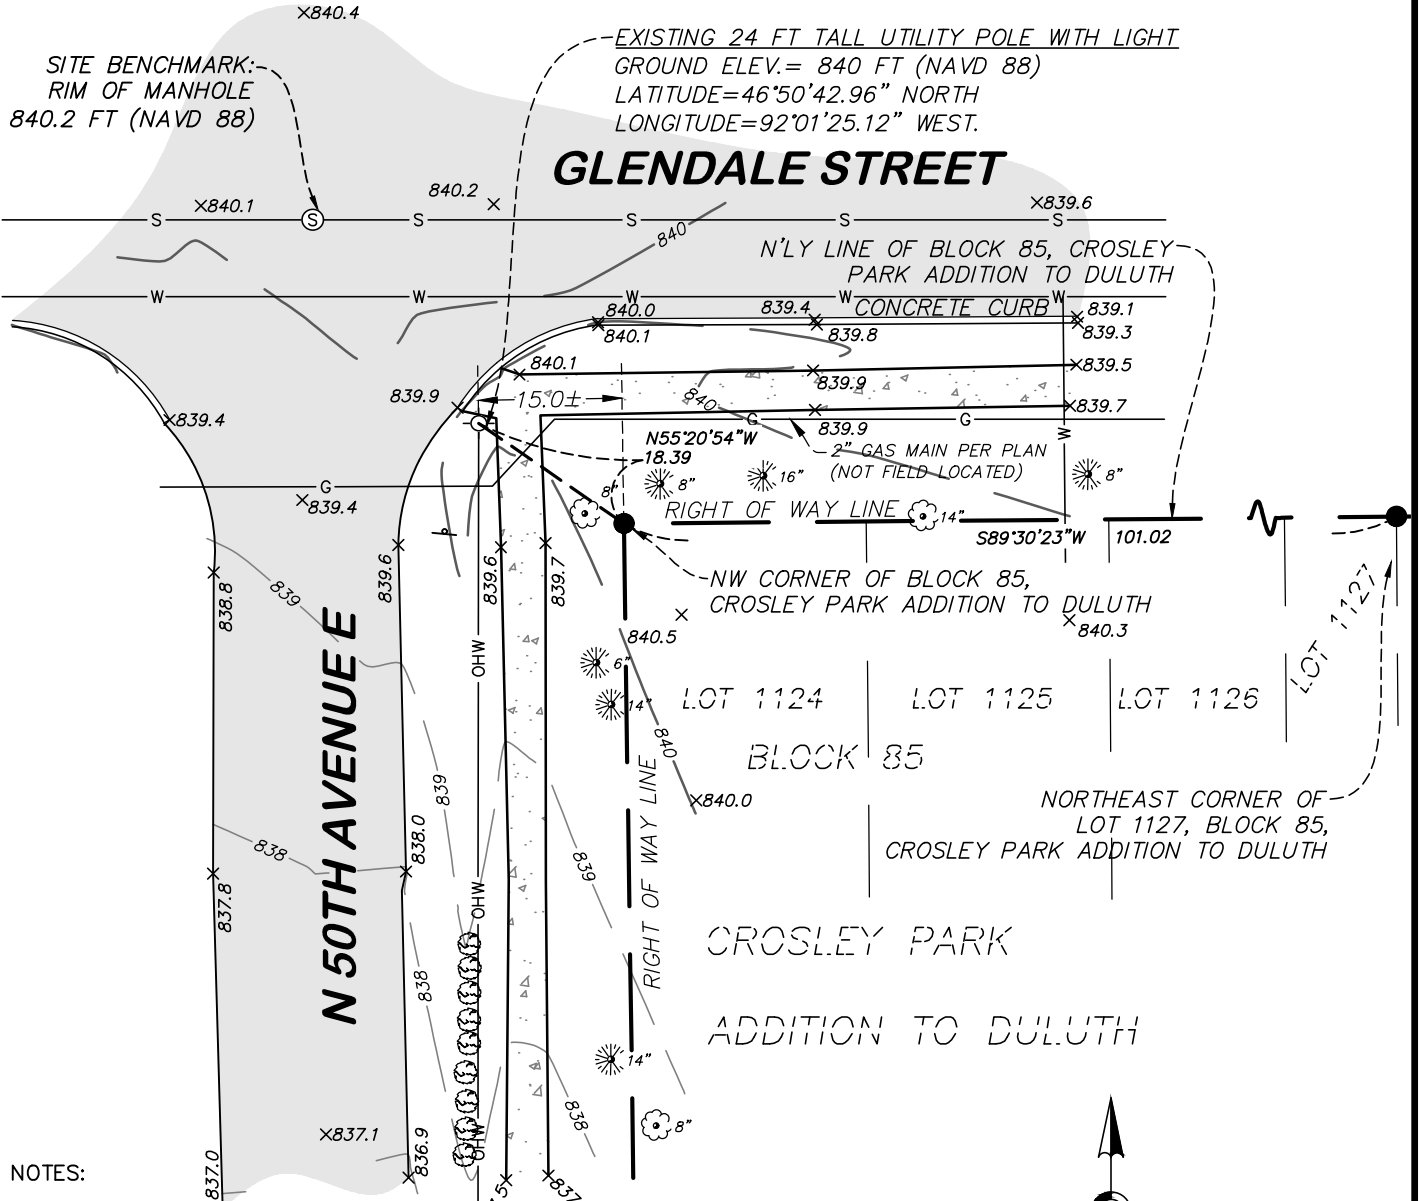 840.4
EXISTING 24 FT TALL UTILITY POLE WITH LIGHT
GROUND ELEV.= 840 FT (NAVD 88)
LATITUDE=46°50'42.96" NORTH
LONGITUDE=92°01'25.12" WEST.
SITE BENCHMARK:
RIM OF MANHOLE
840.2 FT (NAVD 88)
GLENDALE STREET
840.2
840.1
839.6
S S S S S S
840
N'LY LINE OF BLOCK 85, CROSLEY
PARK ADDITION TO DULUTH
W W W W W
CONCRETE CURB
840.0
839.4
839.1
840.1
839.8
839.3
840.1
839.9
839.5
839.9
15.0±
840
839.7
839.4
G G
839.9
W
N55°20'54"W
18.39
2" GAS MAIN PER PLAN
(NOT FIELD LOCATED)
8" 8" 16" 8"
G
839.4
RIGHT OF WAY LINE
14"
S89°30'23"W 101.02
P
838.8
839
839.6
839.6
839.7
NW CORNER OF BLOCK 85,
CROSLEY PARK ADDITION TO DULUTH
840.5
840.3
LOT 1127
OHW
6"
14"
LOT 1124 LOT 1125 LOT 1126
840
BLOCK 85
N 50TH AVENUE E
839
RIGHT OF WAY LINE
840.0
NORTHEAST CORNER OF
LOT 1127, BLOCK 85,
CROSLEY PARK ADDITION TO DULUTH
838
838.0
839
837.8
OHW
CROSLEY PARK
838
ADDITION TO DULUTH
14"
838
8"
837.1
OHW
836.9
837.0
NOTES: